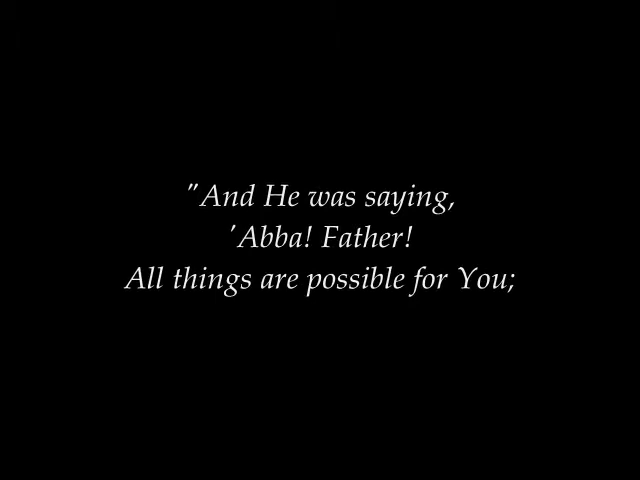 "And He was saying,
'Abba! Father!
All things are possible for You;